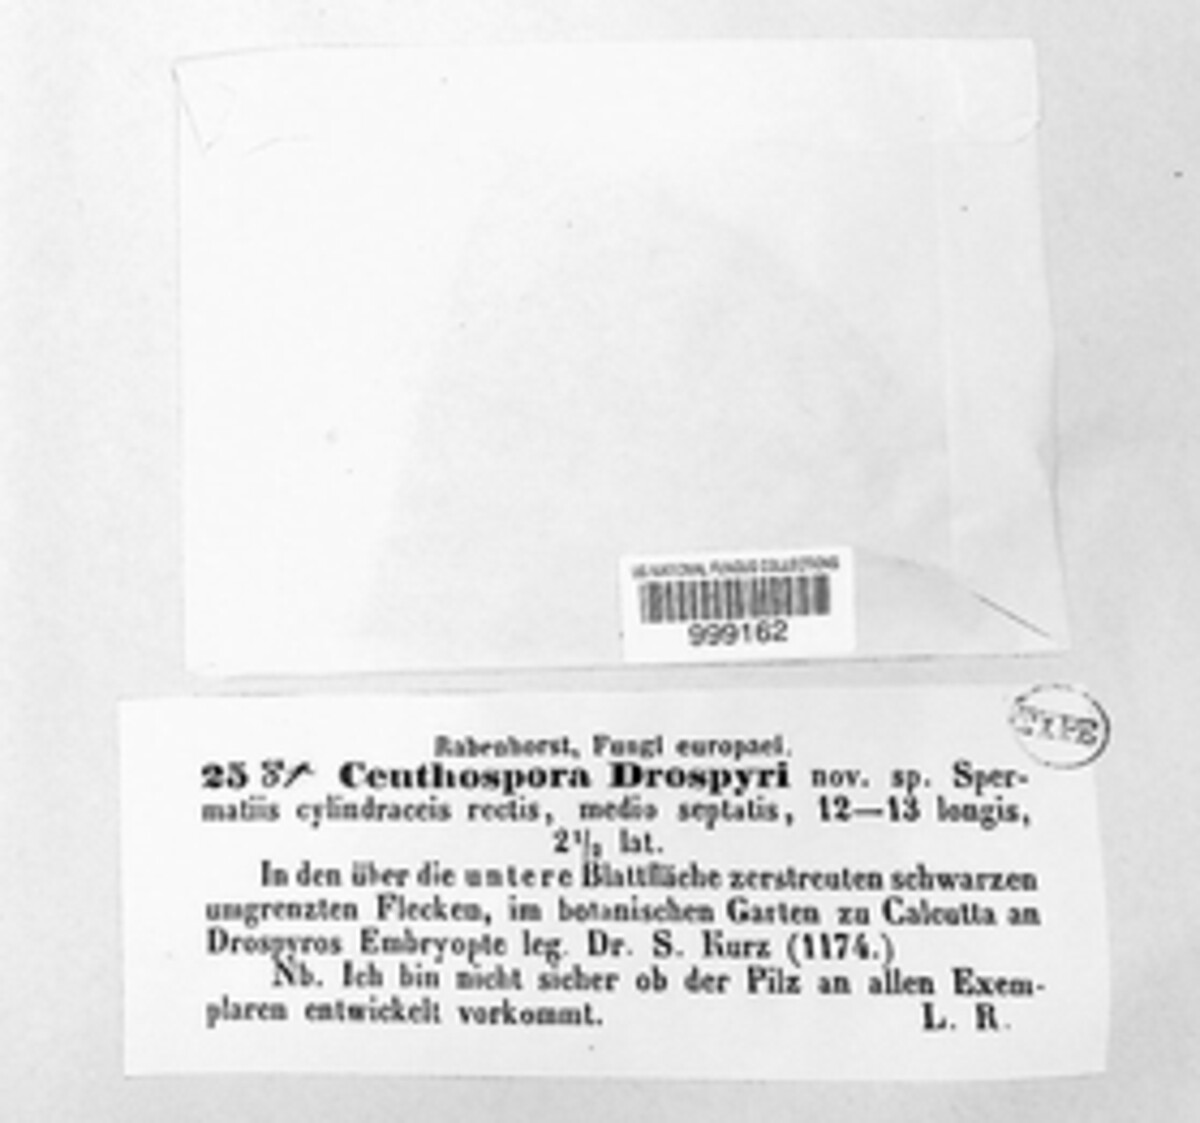 US NATIONAL FUNGUS COLLECTIONS
999162
TYPE
Rabenhorst, Fungi europaei.
25 Centhospora Drospyri nov. sp. Sper-
matiis cylindraceis rectis, medio septatis, 12—13 longis,
2½ lat.
In den über die untere Blattfläche zerstreuten schwarzen
umgrenzten Flecken, im botanischen Garten zu Calcutta an
Drospyros Embryopte leg. Dr. S. Kurz (1174.)
Nb. Ich bin nicht sicher ob der Pilz an allen Exem-
plaren entwickelt vorkommt.
L. R.